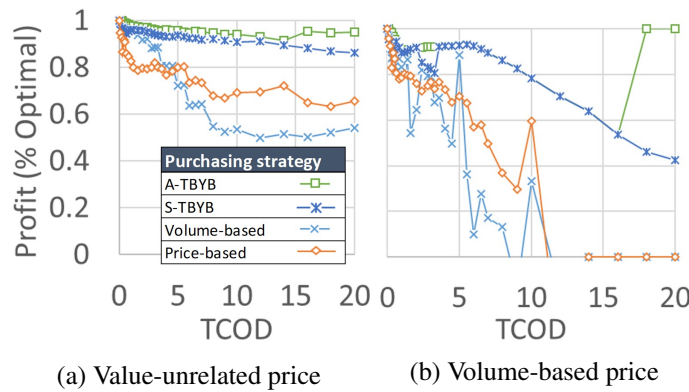 Profit (% Optimal)
1
0.8
0.6
0.4
0.2
0
Purchasing strategy
A-TBYB
S-TBYB
Volume-based
Price-based
0 5 10 15 20
TCOD
(a) Value-unrelated price
0 5 10 15 20
TCOD
(b) Volume-based price